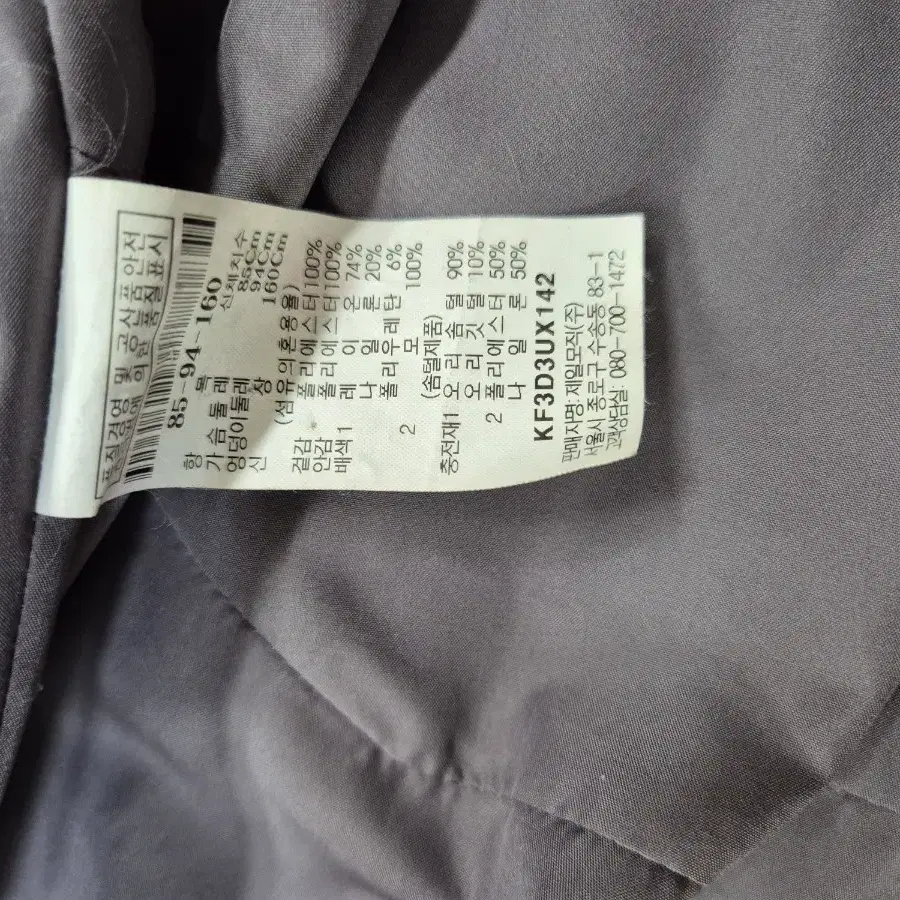 품질경영 및 공산품안전
관리법에 의한 품질표시
85-94-160
항 목 신체치수
가슴둘레 85Cm
엉덩이둘레 94Cm
신 장 160Cm
(섬유의혼용율)
겉감 폴리에스터 100%
안감 폴리에스터 100%
배색1 레 이 온 74%
나 일 론 20%
폴리우레탄 6%
2 모 100%
(솜털제품)
충전재1 오 리 솜 털 90%
오 리 깃 털 10%
2 폴리에스터 50%
나 일 론 50%
KF3D3UX142
판매자명:제일모직(주)
서울시 종로구 수송동 83-1
고객상담실: 080-700-1472